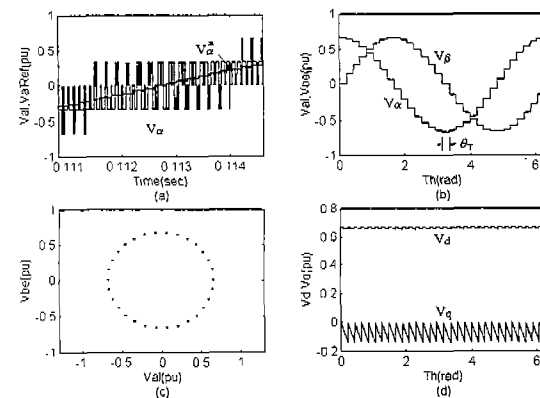 1
0.5
0
-0.5
-1
Val,VaRef(pu)
V*α
Vα
0 111
0 112
0 113
0 114
Time(sec)
(a)
1
0.5
0
-0.5
-1
Vβ
Vα
θT
0
2
4
6
Th(rad)
(b)
1
0 5
0
-0 5
-1
Vbe(pu)
-1
-0.5
0
0.5
1
Val(pu)
(c)
0.8
0.6
0.4
0.2
0
-0 2
Vd Vq(pu)
Vd
Vq
0
2
4
6
Th(rad)
(d)